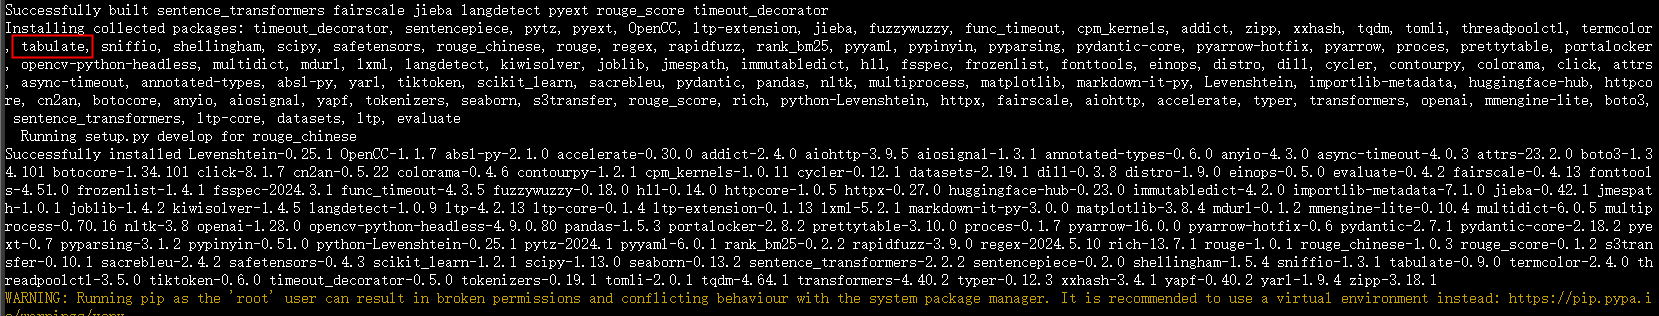 Successfully built sentence_transformers fairscale jieba langdetect pyext rouge_score timeout_decorator
Installing collected packages: timeout_decorator, sentencepiece, pytz, pyext, OpenCC, ltp-extension, jieba, fuzzywuzzy, func_timeout, cpm_kernels, addict, zipp, xxhash, tqdm, tomli, threadpoolctl, termcolor
, tabulate, sniffio, shellingham, scipy, safetensors, rouge_chinese, rouge, regex, rapidfuzz, rank_bm25, pyyaml, pypinyin, pyparsing, pydantic-core, pyarrow-hotfix, pyarrow, proces, prettytable, portalocker
, opencv-python-headless, multidict, mdurl, lxml, langdetect, kiwisolver, joblib, jmespath, immutabledict, hll, fsspec, frozenlist, fonttools, einops, distro, dill, cycler, contourpy, colorama, click, attrs
, async-timeout, annotated-types, absl-py, yarl, tiktoken, scikit_learn, sacrebleu, pydantic, pandas, nltk, multiprocess, matplotlib, markdown-it-py, Levenshtein, importlib-metadata, huggingface-hub, httpco
re, cn2an, botocore, anyio, aiosignal, yapf, tokenizers, seaborn, s3transfer, rouge_score, rich, python-Levenshtein, httpx, fairscale, aiohttp, accelerate, typer, transformers, openai, mmengine-lite, boto3,
sentence_transformers, ltp-core, datasets, ltp, evaluate
Running setup.py develop for rouge_chinese
Successfully installed Levenshtein-0.25.1 OpenCC-1.1.7 absl-py-2.1.0 accelerate-0.30.0 addict-2.4.0 aiohttp-3.9.5 aiosignal-1.3.1 annotated-types-0.6.0 anyio-4.3.0 async-timeout-4.0.3 attrs-23.2.0 boto3-1.3
4.101 botocore-1.34.101 click-8.1.7 cn2an-0.5.22 colorama-0.4.6 contourpy-1.2.1 cpm_kernels-1.0.11 cycler-0.12.1 datasets-2.19.1 dill-0.3.8 distro-1.9.0 einops-0.5.0 evaluate-0.4.2 fairscale-0.4.13 fonttool
s-4.51.0 frozenlist-1.4.1 fsspec-2024.3.1 func_timeout-4.3.5 fuzzywuzzy-0.18.0 hll-0.14.0 httpcore-1.0.5 httpx-0.27.0 huggingface-hub-0.23.0 immutabledict-4.2.0 importlib-metadata-7.1.0 jieba-0.42.1 jmespat
h-1.0.1 joblib-1.4.2 kiwisolver-1.4.5 langdetect-1.0.9 ltp-4.2.13 ltp-core-0.1.4 ltp-extension-0.1.13 lxml-5.2.1 markdown-it-py-3.0.0 matplotlib-3.8.4 mdurl-0.1.2 mmengine-lite-0.10.4 multidict-6.0.5 multip
rocess-0.70.16 nltk-3.8 openai-1.28.0 opencv-python-headless-4.9.0.80 pandas-1.5.3 portalocker-2.8.2 prettytable-3.10.0 proces-0.1.7 pyarrow-16.0.0 pyarrow-hotfix-0.6 pydantic-2.7.1 pydantic-core-2.18.2 pye
xt-0.7 pyparsing-3.1.2 pypinyin-0.51.0 python-Levenshtein-0.25.1 pytz-2024.1 pyyaml-6.0.1 rank_bm25-0.2.2 rapidfuzz-3.9.0 regex-2024.5.10 rich-13.7.1 rouge-1.0.1 rouge_chinese-1.0.3 rouge_score-0.1.2 s3tran
sfer-0.10.1 sacrebleu-2.4.2 safetensors-0.4.3 scikit_learn-1.2.1 scipy-1.13.0 seaborn-0.13.2 sentence_transformers-2.2.2 sentencepiece-0.2.0 shellingham-1.5.4 sniffio-1.3.1 tabulate-0.9.0 termcolor-2.4.0 th
readpoolctl-3.5.0 tiktoken-0.6.0 timeout_decorator-0.5.0 tokenizers-0.19.1 tomli-2.0.1 tqdm-4.64.1 transformers-4.40.2 typer-0.12.3 xxhash-3.4.1 yapf-0.40.2 yarl-1.9.4 zipp-3.18.1
WARNING: Running pip as the 'root' user can result in broken permissions and conflicting behaviour with the system package manager. It is recommended to use a virtual environment instead: https://pip.pypa.i
o/warnings/venv